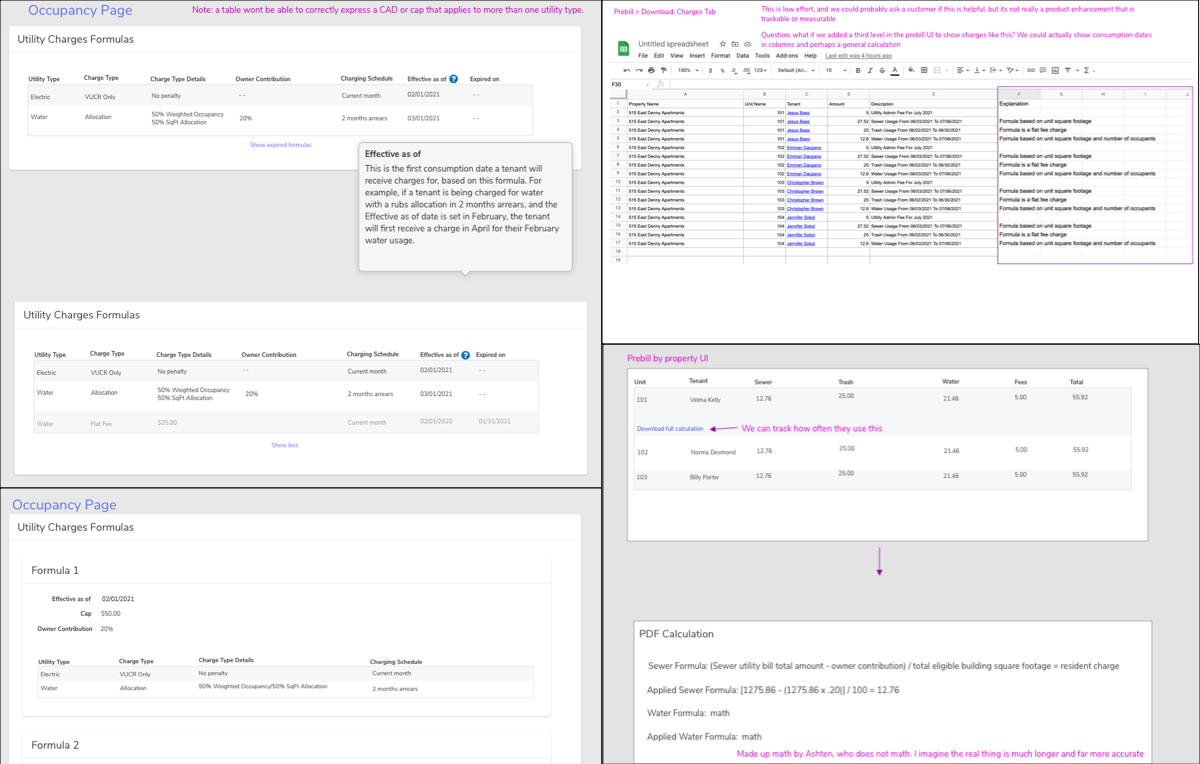 Occupancy Page
Note: a table wont be able to correctly express a CAD or cap that applies to more than one utility type.
Utility Cha
Utility Type Charge Type Charge Type Details Owner Contribution Charging Schedule Effective as of ? Expired on
Electric VUCR Only No penalty - - Current month 02/01/2021 - -
Water Allocation 50% Weighted Occupancy 20% 2 months arrears 03/01/2021 - -
50% SqFt Allocation
Show expired formulas
Effective as of
This is the first consumption date a tenant will
receive charges for, based on this formula. For
example, if a tenant is being charged for water
with a rubs allocation in 2 months arrears, and the
Effective as of date is set in February, the tenant
will first receive a charge in April for their February
water usage.
Utility Charges Formulas
Utility Type Charge Type Charge Type Details Owner Contribution Charging Schedule Effective as of ? Expired on
Electric VUCR Only No penalty - - Current month 02/01/2021 - -
Water Allocation 50% Weighted Occupancy 20% 2 months arrears 03/01/2021 - -
50% SqFt Allocation
Water Flat Fee $25.00 Current month 02/01/2020 01/31/2021
Show less
Occupancy Page
Utility Charges Formulas
Formula 1
Effective as of 02/01/2021
Cap $50.00
Owner Contribution 20%
Utility Type Charge Type Charge Type Details Charging Schedule
Electric VUCR Only No penalty Current month
Water Allocation 50% Weighted Occupancy/50% SqFt Allocation 2 months arrears
Formula 2
Prebill > Download: Charges Tab
This is low effort, and we could probably ask a customer if this is helpful, but its not really a product enhancement that is
trackable or measurable
Question: what if we added a third level in the prebill UI to show charges like this? We could actually show consumption dates
in columns and perhaps a general calculation
Untitled spreadsheet
File Edit View Insert Format Data Tools Add-ons Help Last edit was 4 hours ago
100% $ % .0 .00 123 Default (Ari... 10 B I S A
F30 fx
A B C D E F G H I J
1 Property Name Unit Name Tenant Amount Description Explanation
2 515 East Denny Apartments 101 Jesus Baez 5 Utility Admin Fee For July 2021
3 515 East Denny Apartments 101 Jesus Baez 27.52 Sewer Usage From 06/03/2021 To 07/06/2021 Formula based on unit square footage
4 515 East Denny Apartments 101 Jesus Baez 25 Trash Usage From 06/02/2021 To 06/30/2021 Formula is a flat fee charge
5 515 East Denny Apartments 101 Jesus Baez 12.6 Water Usage From 06/03/2021 To 07/06/2021 Formula based on unit square footage and number of occupants
6 515 East Denny Apartments 102 Emman Dacpano 5 Utility Admin Fee For July 2021
7 515 East Denny Apartments 102 Emman Dacpano 27.52 Sewer Usage From 06/03/2021 To 07/06/2021 Formula based on unit square footage
8 515 East Denny Apartments 102 Emman Dacpano 25 Trash Usage From 06/02/2021 To 06/30/2021 Formula is a flat fee charge
9 515 East Denny Apartments 102 Emman Dacpano 12.6 Water Usage From 06/03/2021 To 07/06/2021 Formula based on unit square footage and number of occupants
10 515 East Denny Apartments 103 Christopher Brown 5 Utility Admin Fee For July 2021
11 515 East Denny Apartments 103 Christopher Brown 27.52 Sewer Usage From 06/03/2021 To 07/06/2021 Formula based on unit square footage
12 515 East Denny Apartments 103 Christopher Brown 25 Trash Usage From 06/02/2021 To 06/30/2021 Formula is a flat fee charge
13 515 East Denny Apartments 103 Christopher Brown 12.6 Water Usage From 06/03/2021 To 07/06/2021 Formula based on unit square footage and number of occupants
14 515 East Denny Apartments 104 Jennifer Sokol 5 Utility Admin Fee For July 2021
15 515 East Denny Apartments 104 Jennifer Sokol 27.52 Sewer Usage From 06/03/2021 To 07/06/2021 Formula based on unit square footage
16 515 East Denny Apartments 104 Jennifer Sokol 25 Trash Usage From 06/02/2021 To 06/30/2021 Formula is a flat fee charge
17 515 East Denny Apartments 104 Jennifer Sokol 12.6 Water Usage From 06/03/2021 To 07/06/2021 Formula based on unit square footage and number of occupants
18
19
Prebill by property UI
Unit Tenant Sewer Trash Water Fees Total
101 Velma Kelly 12.76 25.00 21.46 5.00 55.92
Download full calculation We can track how often they use this
102 Norma Desmond 12.76 25.00 21.46 5.00 55.92
103 Billy Porter 12.76 25.00 21.46 5.00 55.92
PDF Calculation
Sewer Formula: (Sewer utility bill total amount - owner contribution) / total eligible building square footage = resident charge
Applied Sewer Formula: [1275.86 - (1275.86 x .20)] / 100 = 12.76
Water Formula: math
Applied Water Formula: math
Made up math by Ashten, who does not math. I imagine the real thing is much longer and far more accurate